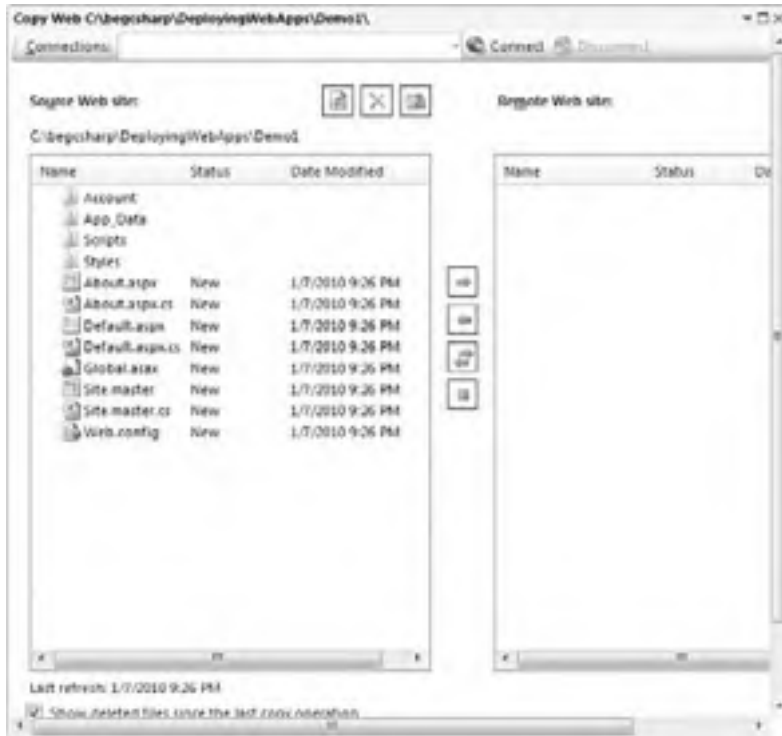 Copy Web C:\begcsharp\DeployingWebApps\Demo1\
Connections: Connect Disconnect
Source Web site: Remote Web site:
C:\begcsharp\DeployingWebApps\Demo1
Name Status Date Modified Name Status Da
Account
App_Data
Scripts
Styles
About.aspx New 1/7/2010 9:26 PM
About.aspx.cs New 1/7/2010 9:26 PM
Default.aspx New 1/7/2010 9:26 PM
Default.aspx.cs New 1/7/2010 9:26 PM
Global.asax New 1/7/2010 9:26 PM
Site.master New 1/7/2010 9:26 PM
Site.master.cs New 1/7/2010 9:26 PM
Web.config New 1/7/2010 9:26 PM
Last refresh: 1/7/2010 9:26 PM
Show deleted files since the last copy operation